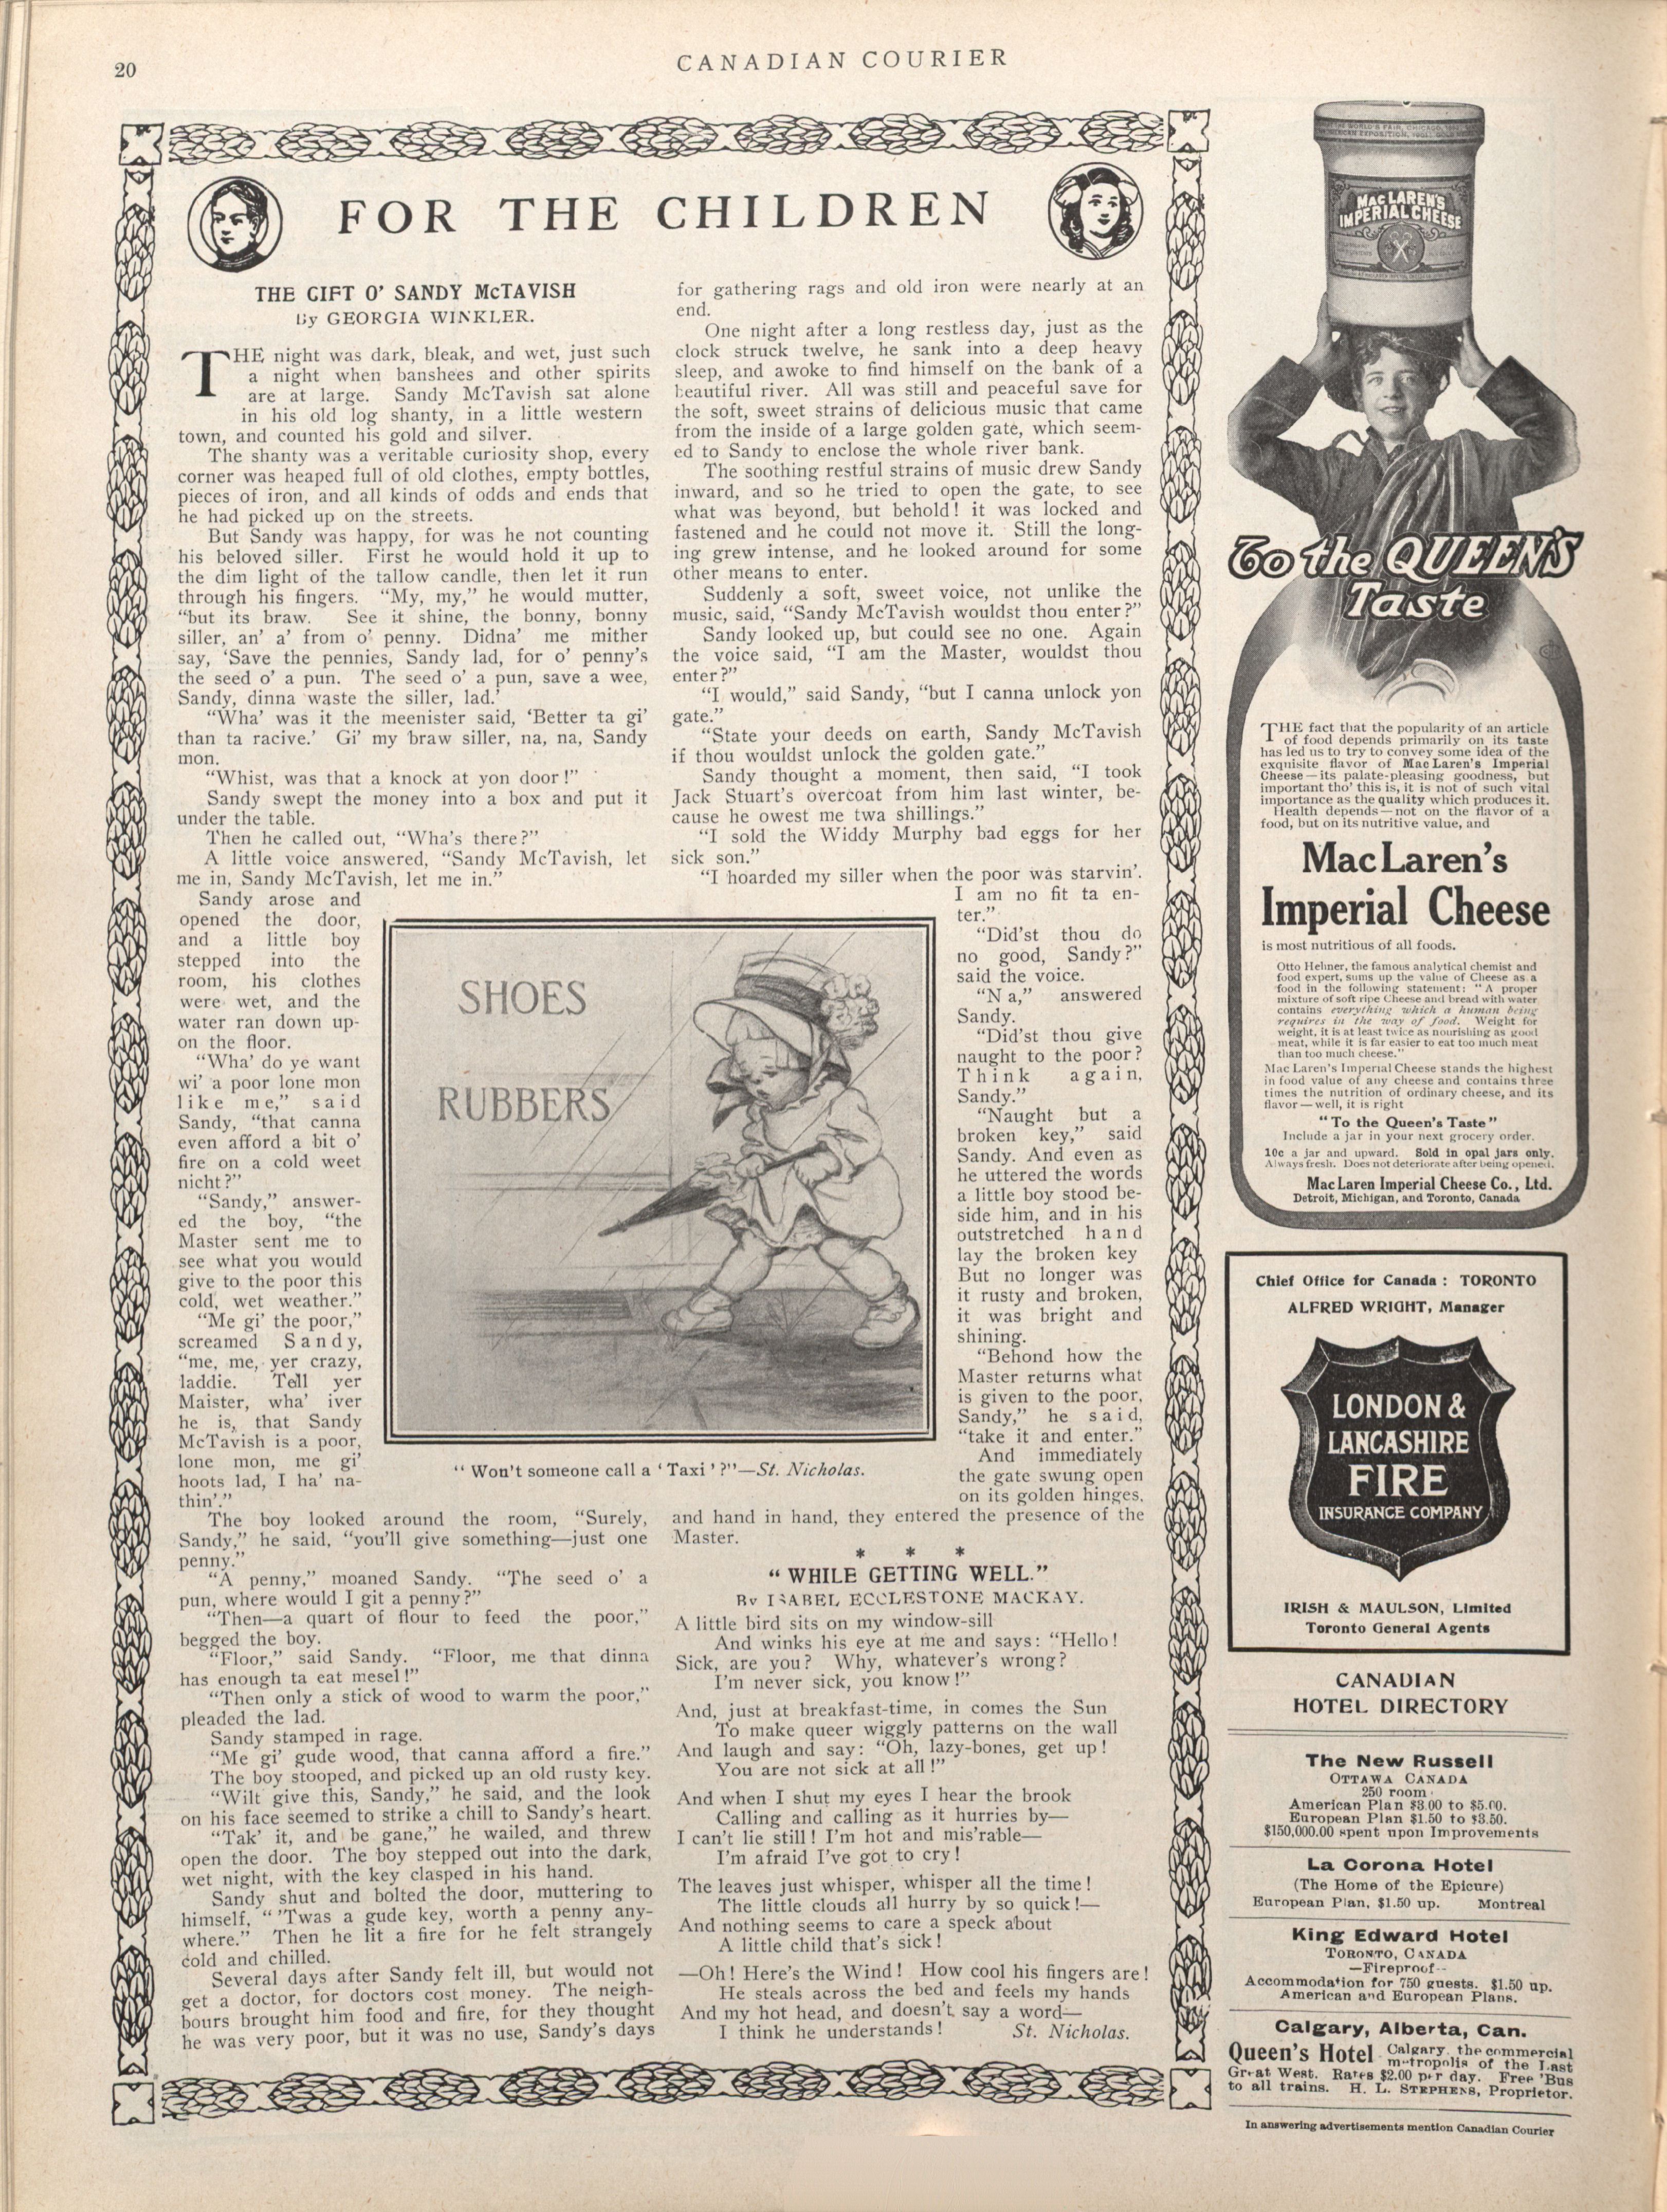 20
CANADIAN COURIER
FOR THE CHILDREN
THE GIFT O' SANDY McTAVISH
By GEORGIA WINKLER.
THE night was dark, bleak, and wet, just such
a night when banshees and other spirits
are at large. Sandy McTavish sat alone
in his old log shanty, in a little western
town, and counted his gold and silver.
The shanty was a veritable curiosity shop, every
corner was heaped full of old clothes, empty bottles,
pieces of iron, and all kinds of odds and ends that
he had picked up on the streets.
But Sandy was happy, for was he not counting
his beloved siller. First he would hold it up to
the dim light of the tallow candle, then let it run
through his fingers. "My, my," he would mutter,
"but its braw. See it shine, the bonny, bonny
siller, an' a' from o' penny. Didna' me mither
say, 'Save the pennies, Sandy lad, for o' penny's
the seed o' a pun. The seed o' a pun, save a wee,
Sandy, dinna waste the siller, lad.'
"Wha' was it the meenister said, 'Better ta gi'
than ta racive.' Gi' my braw siller, na, na, Sandy
mon.
"Whist, was that a knock at yon door!"
Sandy swept the money into a box and put it
under the table.
Then he called out, "Wha's there?"
A little voice answered, "Sandy McTavish, let
me in, Sandy McTavish, let me in."
Sandy arose and
opened the door,
and a little boy
stepped into the
room, his clothes
were wet, and the
water ran down up-
on the floor.
"Wha' do ye want
wi' a poor lone mon
like me," said
Sandy, "that canna
even afford a bit o'
fire on a cold weet
nicht?"
"Sandy," answer-
ed the boy, "the
Master sent me to
see what you would
give to the poor this
cold, wet weather."
"Me gi' the poor,"
screamed Sandy,
"me, me, yer crazy,
laddie. Tell yer
Maister, wha' iver
he is, that Sandy
McTavish is a poor,
lone mon, me gi'
hoots lad, I ha' na-
thin'."
The boy looked around the room, "Surely,
Sandy," he said, "you'll give something—just one
penny."
"A penny," moaned Sandy. "The seed o' a
pun, where would I git a penny?"
"Then—a quart of flour to feed the poor,"
begged the boy.
"Floor," said Sandy. "Floor, me that dinna
has enough ta eat mesel!"
"Then only a stick of wood to warm the poor,"
pleaded the lad.
Sandy stamped in rage.
"Me gi' gude wood, that canna afford a fire."
The boy stooped, and picked up an old rusty key.
"Wilt give this, Sandy," he said, and the look
on his face seemed to strike a chill to Sandy's heart.
"Tak' it, and be gane," he wailed, and threw
open the door. The boy stepped out into the dark,
wet night, with the key clasped in his hand.
Sandy shut and bolted the door, muttering to
himself, "'Twas a gude key, worth a penny any-
where." Then he lit a fire for he felt strangely
cold and chilled.
Several days after Sandy felt ill, but would not
get a doctor, for doctors cost money. The neigh-
bours brought him food and fire, for they thought
he was very poor, but it was no use, Sandy's days
for gathering rags and old iron were nearly at an
end.
One night after a long restless day, just as the
clock struck twelve, he sank into a deep heavy
sleep, and awoke to find himself on the bank of a
beautiful river. All was still and peaceful save for
the soft, sweet strains of delicious music that came
from the inside of a large golden gate, which seem-
ed to Sandy to enclose the whole river bank.
The soothing restful strains of music drew Sandy
inward, and so he tried to open the gate, to see
what was beyond, but behold! it was locked and
fastened and he could not move it. Still the long-
ing grew intense, and he looked around for some
other means to enter.
Suddenly a soft, sweet voice, not unlike the
music, said, "Sandy McTavish wouldst thou enter?"
Sandy looked up, but could see no one. Again
the voice said, "I am the Master, wouldst thou
enter?"
"I would," said Sandy, "but I canna unlock yon
gate."
"State your deeds on earth, Sandy McTavish
if thou wouldst unlock the golden gate."
Sandy thought a moment, then said, "I took
Jack Stuart's overcoat from him last winter, be-
cause he owest me twa shillings."
"I sold the Widdy Murphy bad eggs for her
sick son."
"I hoarded my siller when the poor was starvin'.
I am no fit ta en-
ter."
"Did'st thou do
no good, Sandy?"
said the voice.
"Na," answered
Sandy.
"Did'st thou give
naught to the poor?
Think again,
Sandy."
"Naught but a
broken key," said
Sandy. And even as
he uttered the words
a little boy stood be-
side him, and in his
outstretched hand
lay the broken key
But no longer was
it rusty and broken,
it was bright and
shining.
"Behond how the
Master returns what
is given to the poor,
Sandy," he said,
"take it and enter."
And immediately
the gate swung open
on its golden hinges,
and hand in hand, they entered the presence of the
Master.
SHOES
RUBBERS
"Won't someone call a 'Taxi'?"—St. Nicholas.
* * *
"WHILE GETTING WELL."
By ISABEL ECCLESTONE MACKAY.
A little bird sits on my window-sill
And winks his eye at me and says: "Hello!
Sick, are you? Why, whatever's wrong?
I'm never sick, you know!"
And, just at breakfast-time, in comes the Sun
To make queer wiggly patterns on the wall
And laugh and say: "Oh, lazy-bones, get up!
You are not sick at all!"
And when I shut my eyes I hear the brook
Calling and calling as it hurries by—
I can't lie still! I'm hot and mis'rable—
I'm afraid I've got to cry!
The leaves just whisper, whisper all the time!
The little clouds all hurry by so quick!—
And nothing seems to care a speck about
A little child that's sick!
—Oh! Here's the Wind! How cool his fingers are!
He steals across the bed and feels my hands
And my hot head, and doesn't say a word—
I think he understands! St. Nicholas.
MACLAREN'S
IMPERIAL CHEESE
To the QUEEN'S
Taste
THE fact that the popularity of an article
of food depends primarily on its taste
has led us to try to convey some idea of the
exquisite flavor of MacLaren's Imperial
Cheese—its palate-pleasing goodness, but
important tho' this is, it is not of such vital
importance as the quality which produces it.
Health depends—not on the flavor of a
food, but on its nutritive value, and
MacLaren's
Imperial Cheese
is most nutritious of all foods.
Otto Hehner, the famous analytical chemist and
food expert, sums up the value of Cheese as a
food in the following statement: "A proper
mixture of soft ripe Cheese and bread with water
contains everything which a human being
requires in the way of food. Weight for
weight, it is at least twice as nourishing as good
meat, while it is far easier to eat too much meat
than too much cheese."
MacLaren's Imperial Cheese stands the highest
in food value of any cheese and contains three
times the nutrition of ordinary cheese, and its
flavor—well, it is right
"To the Queen's Taste"
Include a jar in your next grocery order.
10c a jar and upward. Sold in opal jars only.
Always fresh. Does not deteriorate after being opened.
MacLaren Imperial Cheese Co., Ltd.
Detroit, Michigan, and Toronto, Canada
Chief Office for Canada: TORONTO
ALFRED WRIGHT, Manager
LONDON &
LANCASHIRE
FIRE
INSURANCE COMPANY
IRISH & MAULSON, Limited
Toronto General Agents
CANADIAN
HOTEL DIRECTORY
The New Russell
OTTAWA CANADA
250 room
American Plan $3.00 to $5.00.
European Plan $1.50 to $3.50.
$150,000.00 spent upon Improvements
La Corona Hotel
(The Home of the Epicure)
European Plan, $1.50 up. Montreal
King Edward Hotel
TORONTO, CANADA
—Fireproof—
Accommodation for 750 guests. $1.50 up.
American and European Plans.
Calgary, Alberta, Can.
Queen's Hotel Calgary, the commercial
metropolis of the Last
Great West. Rates $2.00 per day. Free 'Bus
to all trains. H. L. STEPHENS, Proprietor.
In answering advertisements mention Canadian Courier